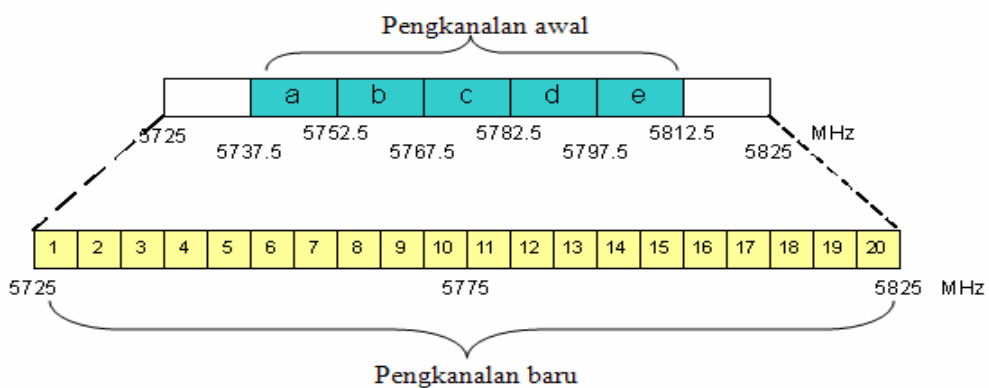 Pengkanalan awal
a b c d e
5725 5752.5 5782.5 5812.5 MHz
5737.5 5767.5 5797.5 5825
1 2 3 4 5 6 7 8 9 10 11 12 13 14 15 16 17 18 19 20
5725 5775 5825 MHz
Pengkanalan baru